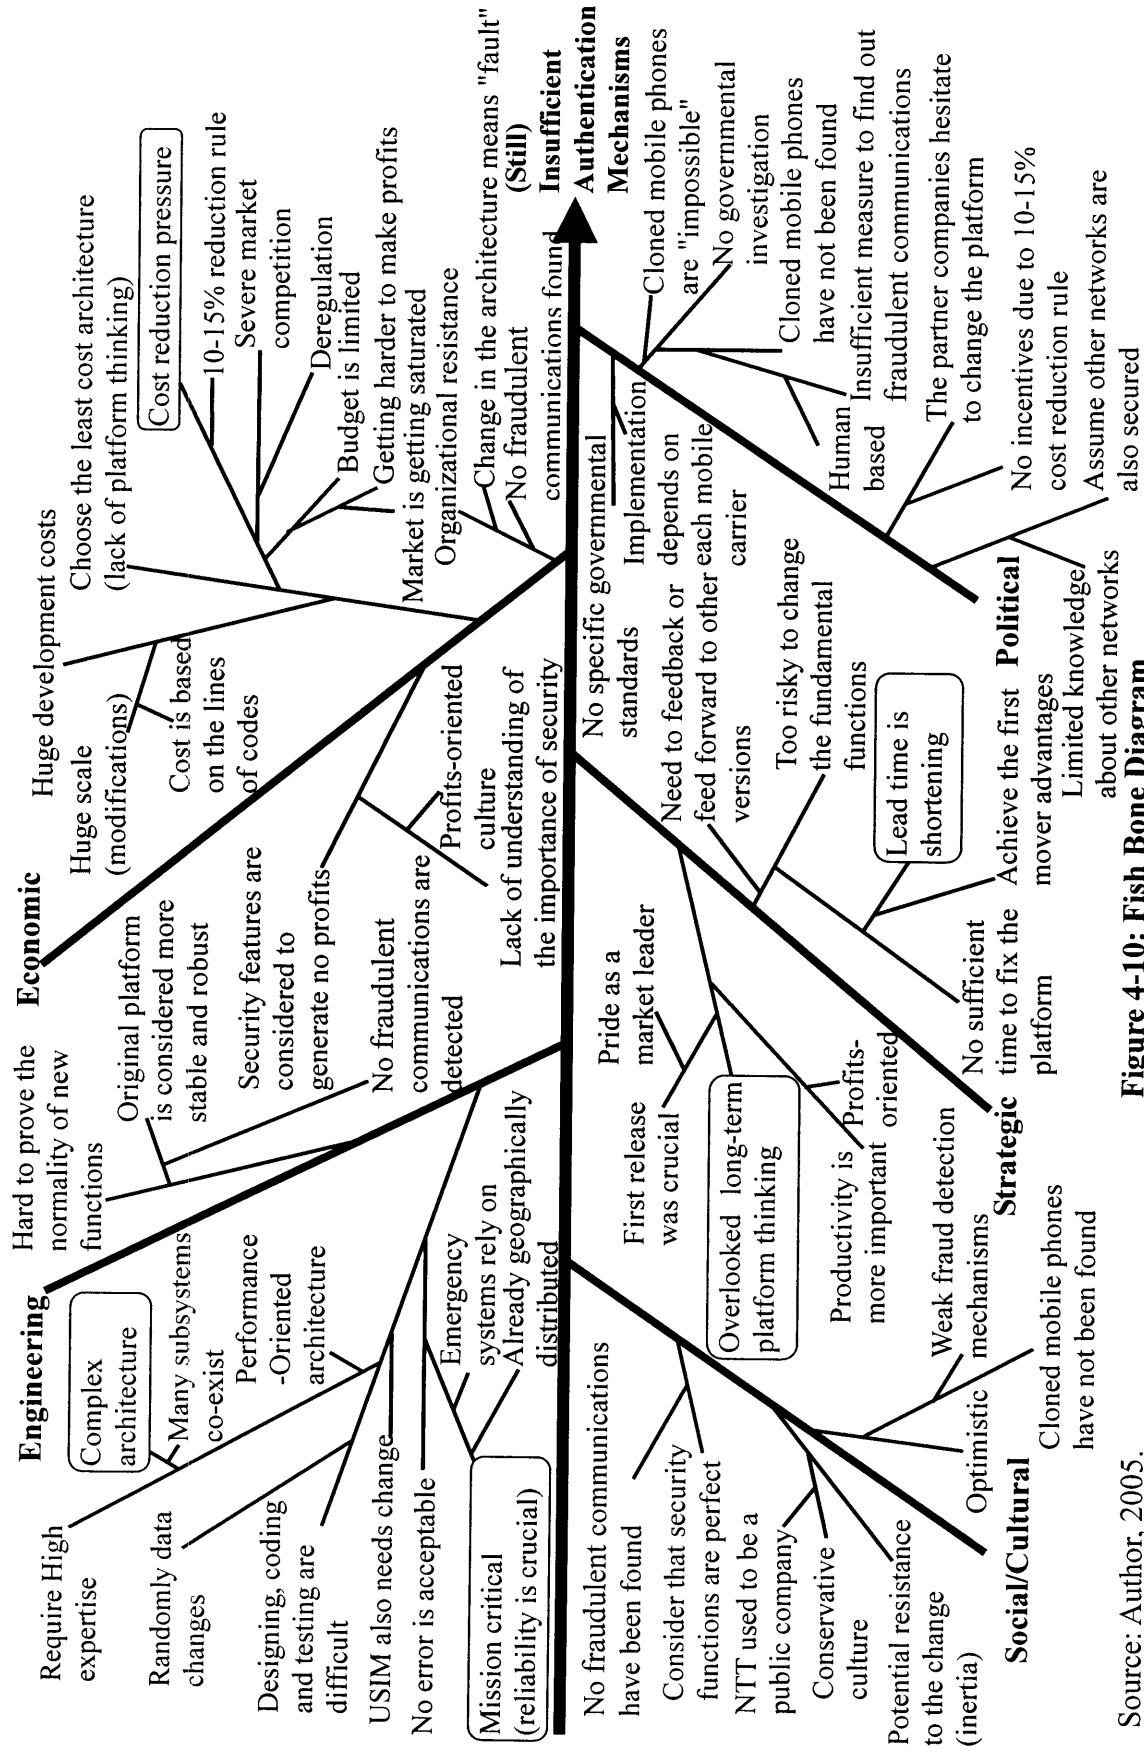 Engineering
Complex
architecture
Require High
expertise
Many subsystems
co-exist
Performance
-Oriented
architecture
Randomly data
changes
Designing, coding
and testing are
difficult
USIM also needs change
No error is acceptable
Emergency
systems rely on
Already geographically
distributed
Mission critical
(reliability is crucial)
Hard to prove the
normality of new
functions
Original platform
is considered more
stable and robust
No fraudulent
communications are
detected
Economic
Huge development costs
Huge scale
(modifications)
Cost is based
on the lines
of codes
Choose the least cost architecture
(lack of platform thinking)
Cost reduction pressure
10-15% reduction rule
Severe market
competition
Deregulation
Budget is limited
Getting harder to make profits
Market is getting saturated
Security features are
considered to
generate no profits
Profits-oriented
culture
Lack of understanding of
the importance of security
Organizational resistance
Change in the architecture means "fault"
No fraudulent
communications found
(Still)
Insufficient
Authentication
Mechanisms
No fraudulent communications
have been found
Consider that security
functions are perfect
NTT used to be a
public company
Conservative
culture
Potential resistance
to the change
(inertia)
Optimistic
Weak fraud detection
mechanisms
Cloned mobile phones
have not been found
Social/Cultural
Pride as a
market leader
First release
was crucial
Overlooked long-term
platform thinking
Productivity is
more important
Profits-
oriented
Need to feedback or
feed forward to other
versions
Too risky to change
the fundamental
functions
Lead time is
shortening
Achieve the first
mover advantages
No sufficient
time to fix the
platform
Strategic
No specific governmental
standards
Implementation
depends on
each mobile
carrier
Cloned mobile phones
are "impossible"
No governmental
investigation
Cloned mobile phones
have not been found
Human
based
Insufficient measure to find out
fraudulent communications
The partner companies hesitate
to change the platform
No incentives due to 10-15%
cost reduction rule
Assume other networks are
also secured
Limited knowledge
about other networks
Political
Figure 4-10: Fish Bone Diagram
Source: Author, 2005.